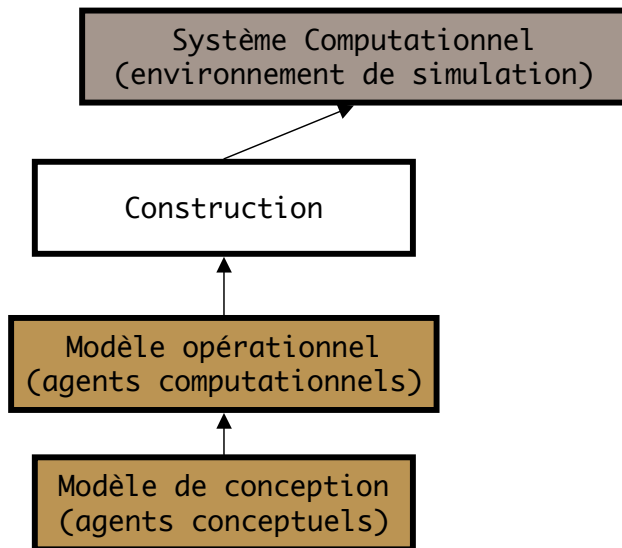 Système Computationnel
(environnement de simulation)
Construction
Modèle opérationnel
(agents computationnels)
Modèle de conception
(agents conceptuels)